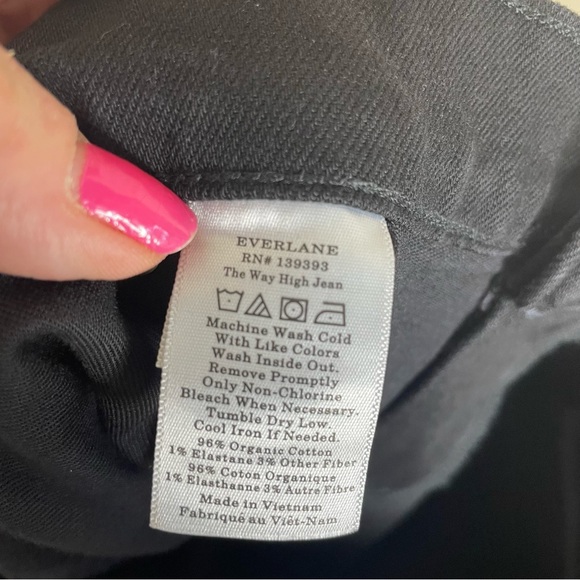 EVERLANE
RN# 139393
The Way High Jean
Machine Wash Cold
With Like Colors
Wash Inside Out.
Remove Promptly
Only Non-Chlorine
Bleach When Necessary.
Tumble Dry Low.
Cool Iron If Needed.
96% Organic Cotton
1% Elastane 3% Other Fiber
96% Coton Organique
1% Elasthanne 3% Autre Fibre
Made in Vietnam
Fabrique au Viêt-Nam